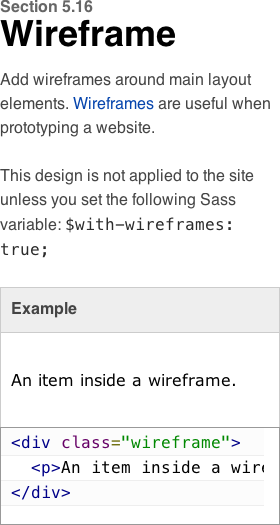 Section 5.16
Wireframe
Add wireframes around main layout
elements. Wireframes are useful when
prototyping a website.
This design is not applied to the site
unless you set the following Sass
variable: $with-wireframes:
true;
Example
An item inside a wireframe.
<div class="wireframe">
  <p>An item inside a wire
</div>